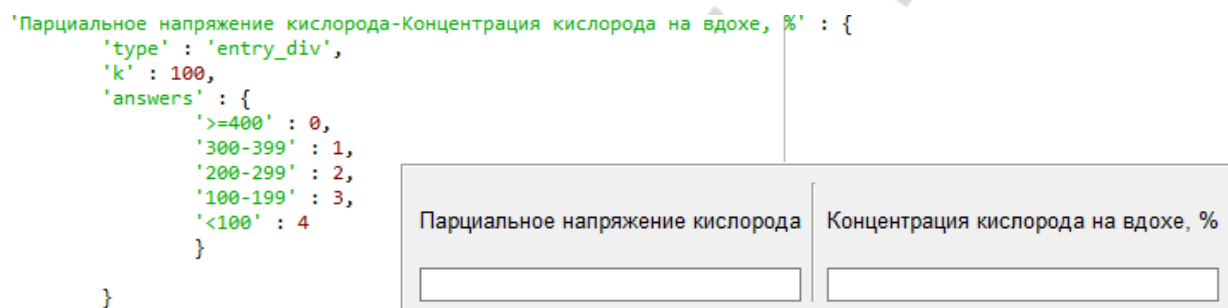 'Парциальное напряжение кислорода-Концентрация кислорода на вдохе, %' : {
'type' : 'entry_div',
'k' : 100,
'answers' : {
'>=400' : 0,
'300-399' : 1,
'200-299' : 2,
'100-199' : 3,
'<100' : 4
}
}
Парциальное напряжение кислорода
Концентрация кислорода на вдохе, %